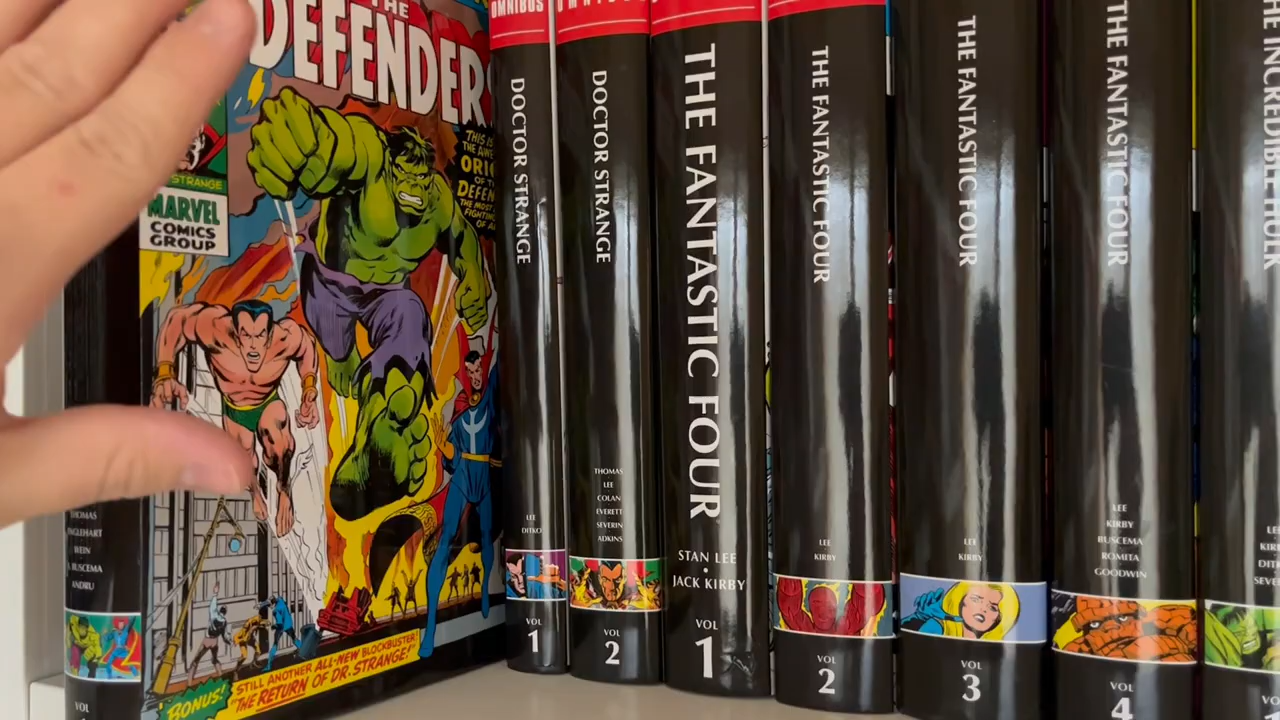 THE
DEFENDERS
STRANGE
MARVEL
COMICS
GROUP
THIS IS
ORIG
BONUS!
STILL ANOTHER ALL-NEW BLOCKBUSTER!
"THE RETURN OF DR. STRANGE!"
THOMAS
ENGLEHART
WEIN
BUSCEMA
ANDRU
VOL
OMNIBUS
DOCTOR STRANGE
LEE
DITKO
VOL
1
OMNIBUS
DOCTOR STRANGE
THOMAS
LEE
COLAN
EVERETT
SEVERIN
ADKINS
VOL
2
THE FANTASTIC FOUR
STAN LEE
•
JACK KIRBY
VOL
1
THE FANTASTIC FOUR
LEE
KIRBY
VOL
2
THE FANTASTIC FOUR
LEE
KIRBY
VOL
3
THE FANTASTIC FOUR
LEE
KIRBY
BUSCEMA
ROMITA
GOODWIN
VOL
4
THE INCREDIBLE HULK